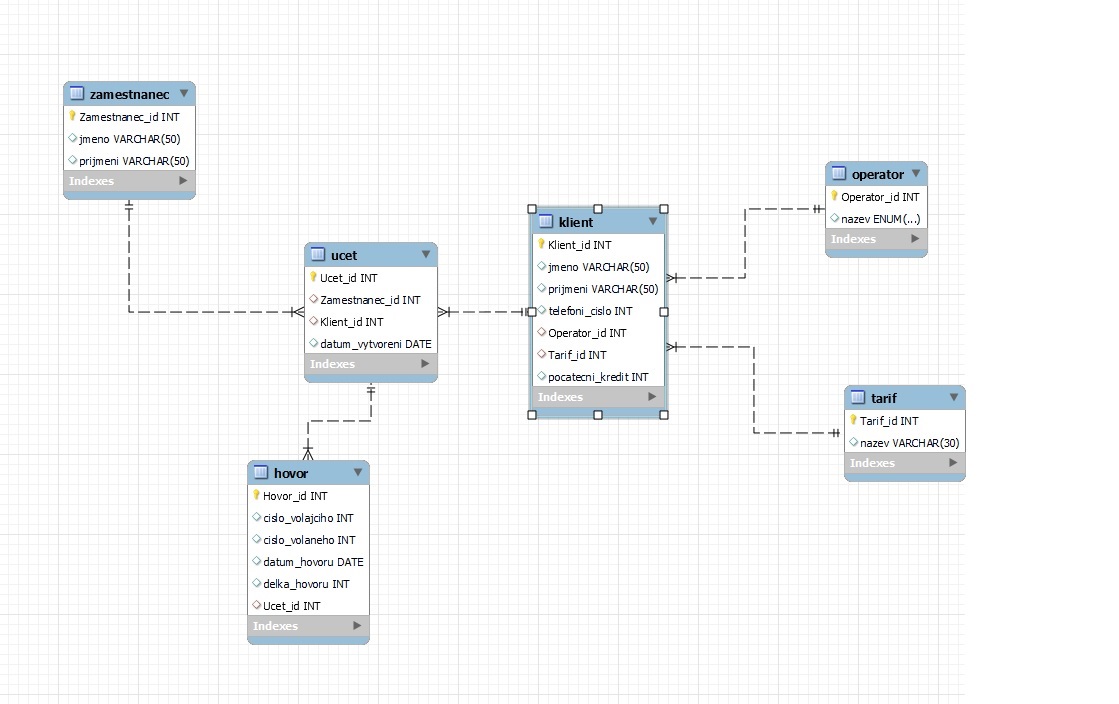 zamestnanec
Zamestnanec_id INT
jmeno VARCHAR(50)
prijmeni VARCHAR(50)
Indexes
ucet
Ucet_id INT
Zamestnanec_id INT
Klient_id INT
datum_vytvoreni DATE
Indexes
hovor
Hovor_id INT
cislo_volajciho INT
cislo_volaneho INT
datum_hovoru DATE
delka_hovoru INT
Ucet_id INT
Indexes
klient
Klient_id INT
jmeno VARCHAR(50)
prijmeni VARCHAR(50)
telefoni_cislo INT
Operator_id INT
Tarif_id INT
pocatecni_kredit INT
Indexes
operator
Operator_id INT
nazev ENUM(...)
Indexes
tarif
Tarif_id INT
nazev VARCHAR(30)
Indexes